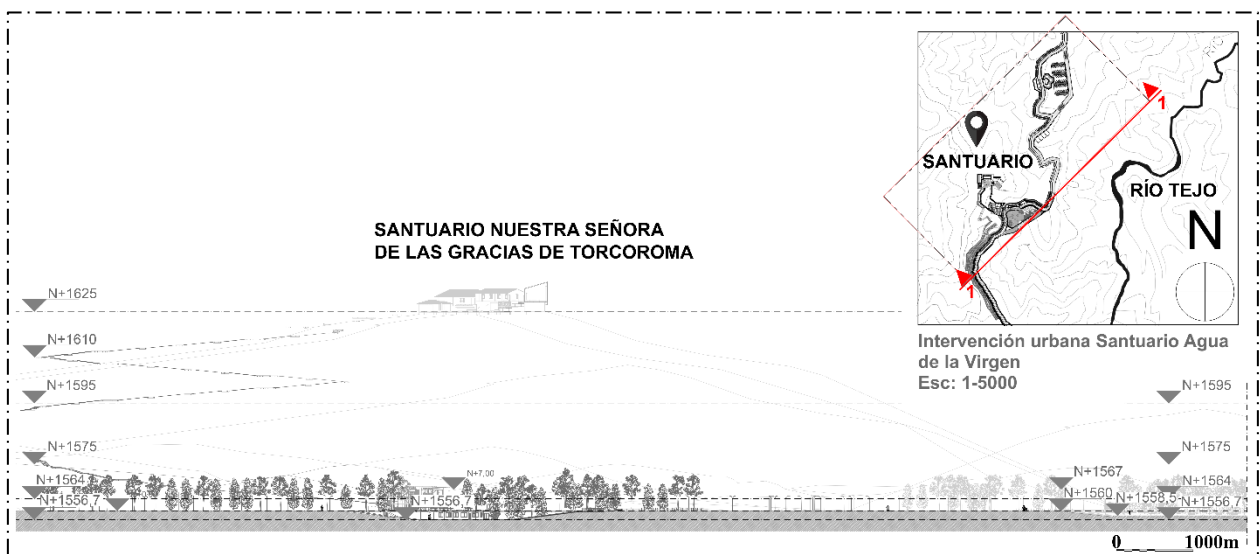 SANTUARIO NUESTRA SEÑORA
DE LAS GRACIAS DE TORCOROMA
1
SANTUARIO
RÍO TEJO
N
1
Intervención urbana Santuario Agua
de la Virgen
Esc: 1-5000
N+1625
N+1610
N+1595
N+1575
N+1564
N+1556,7
N+7,00
N+1556,7
N+1595
N+1575
N+1567
N+1564
N+1560
N+1558,5
N+1556,7
0 1000m